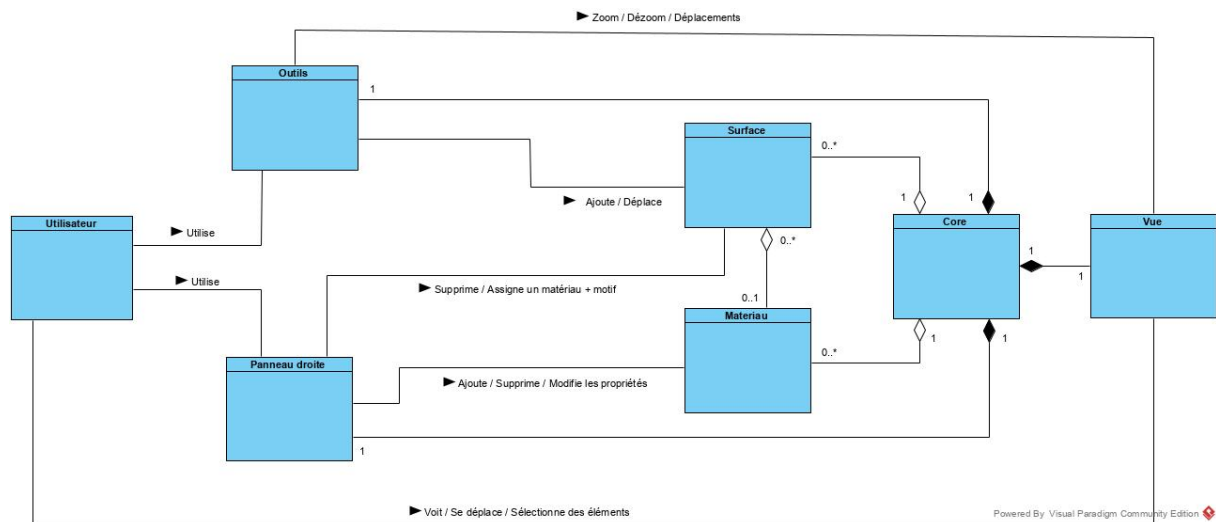 Zoom / Dézoom / Déplacements
Outils
1
Surface
0..*
Ajoute / Déplace
1
1
Utilisateur
Core
Vue
Utilise
0..*
1
1
Utilise
Supprime / Assigne un matériau + motif
0..1
Materiau
1
1
0..*
Panneau droite
Ajoute / Supprime / Modifie les propriétés
1
Voit / Se déplace / Sélectionne des éléments
Powered By Visual Paradigm Community Edition